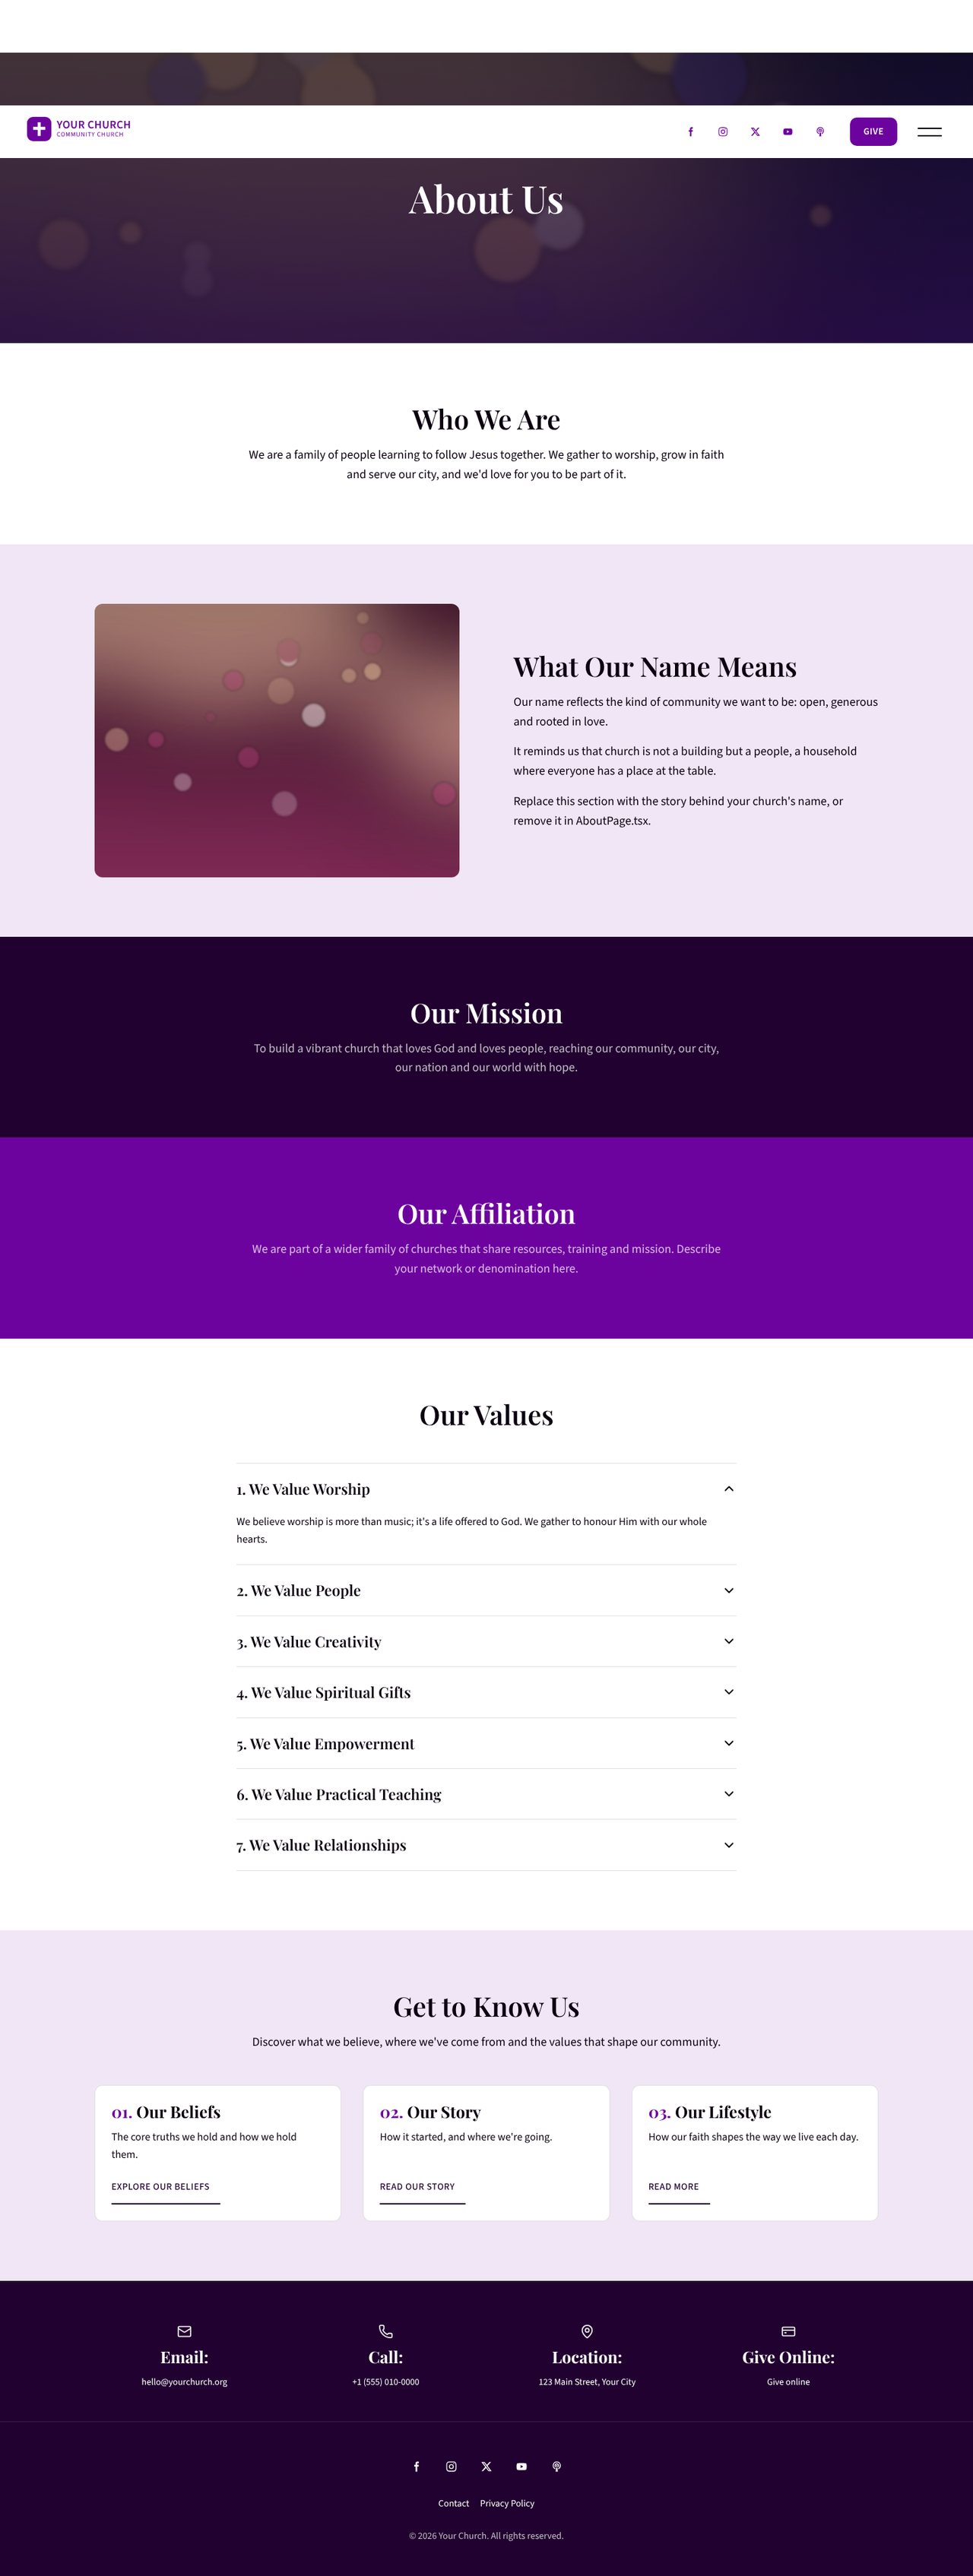 YOUR CHURCH
COMMUNITY CHURCH
GIVE
About Us
Who We Are
We are a family of people learning to follow Jesus together. We gather to worship, grow in faith
and serve our city, and we'd love for you to be part of it.
What Our Name Means
Our name reflects the kind of community we want to be: open, generous
and rooted in love.
It reminds us that church is not a building but a people, a household
where everyone has a place at the table.
Replace this section with the story behind your church's name, or
remove it in AboutPage.tsx.
Our Mission
To build a vibrant church that loves God and loves people, reaching our community, our city,
our nation and our world with hope.
Our Affiliation
We are part of a wider family of churches that share resources, training and mission. Describe
your network or denomination here.
Our Values
1. We Value Worship
We believe worship is more than music; it's a life offered to God. We gather to honour Him with our whole
hearts.
2. We Value People
3. We Value Creativity
4. We Value Spiritual Gifts
5. We Value Empowerment
6. We Value Practical Teaching
7. We Value Relationships
Get to Know Us
Discover what we believe, where we've come from and the values that shape our community.
01. Our Beliefs
The core truths we hold and how we hold
them.
EXPLORE OUR BELIEFS
02. Our Story
How it started, and where we're going.
READ OUR STORY
03. Our Lifestyle
How our faith shapes the way we live each day.
READ MORE
Email:
hello@yourchurch.org
Call:
+1 (555) 010-0000
Location:
123 Main Street, Your City
Give Online:
Give online
Contact Privacy Policy
© 2026 Your Church. All rights reserved.